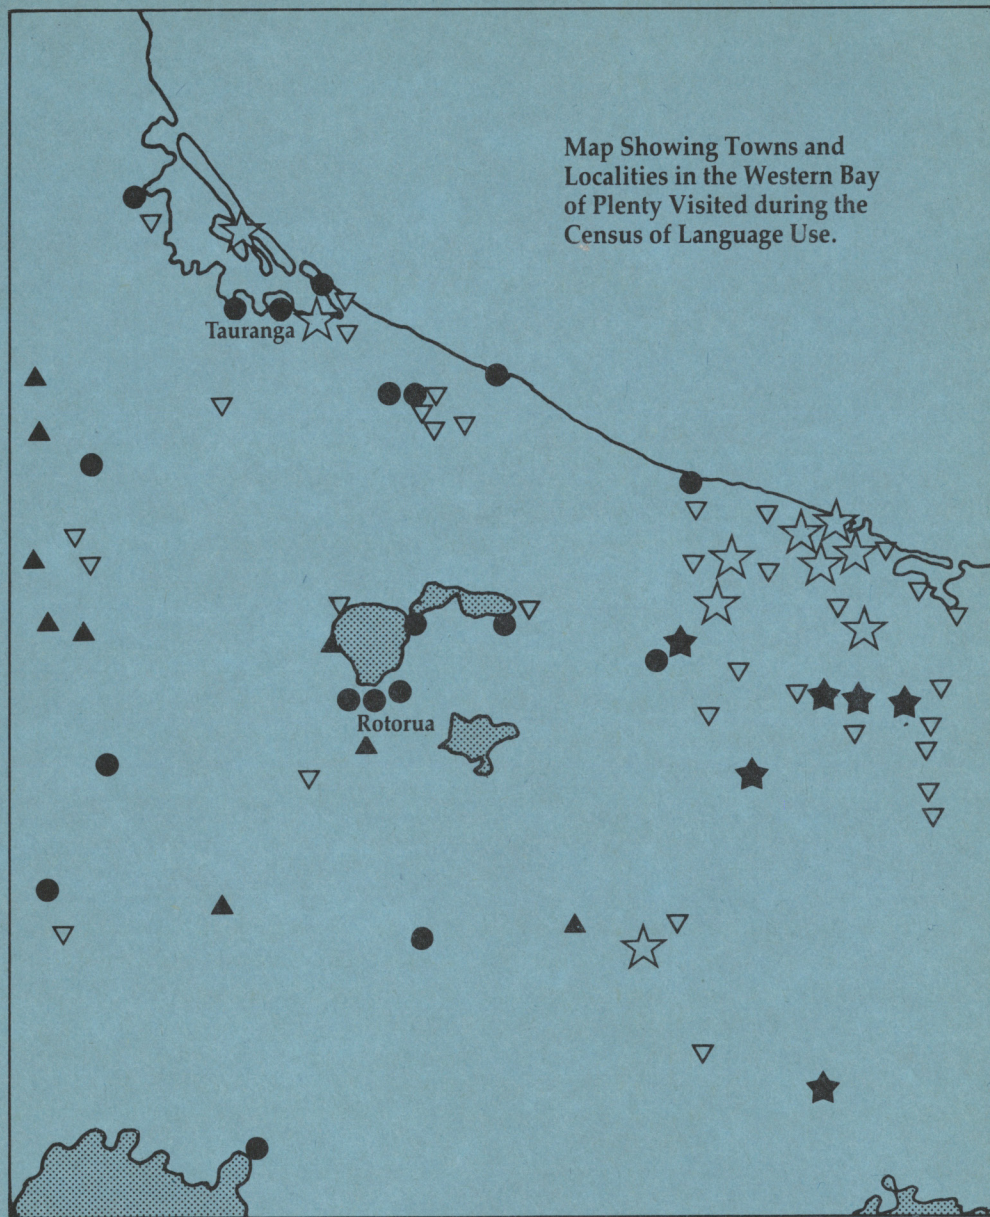 Map Showing Towns and
Localities in the Western Bay
of Plenty Visited during the
Census of Language Use.
Tauranga
Rotorua